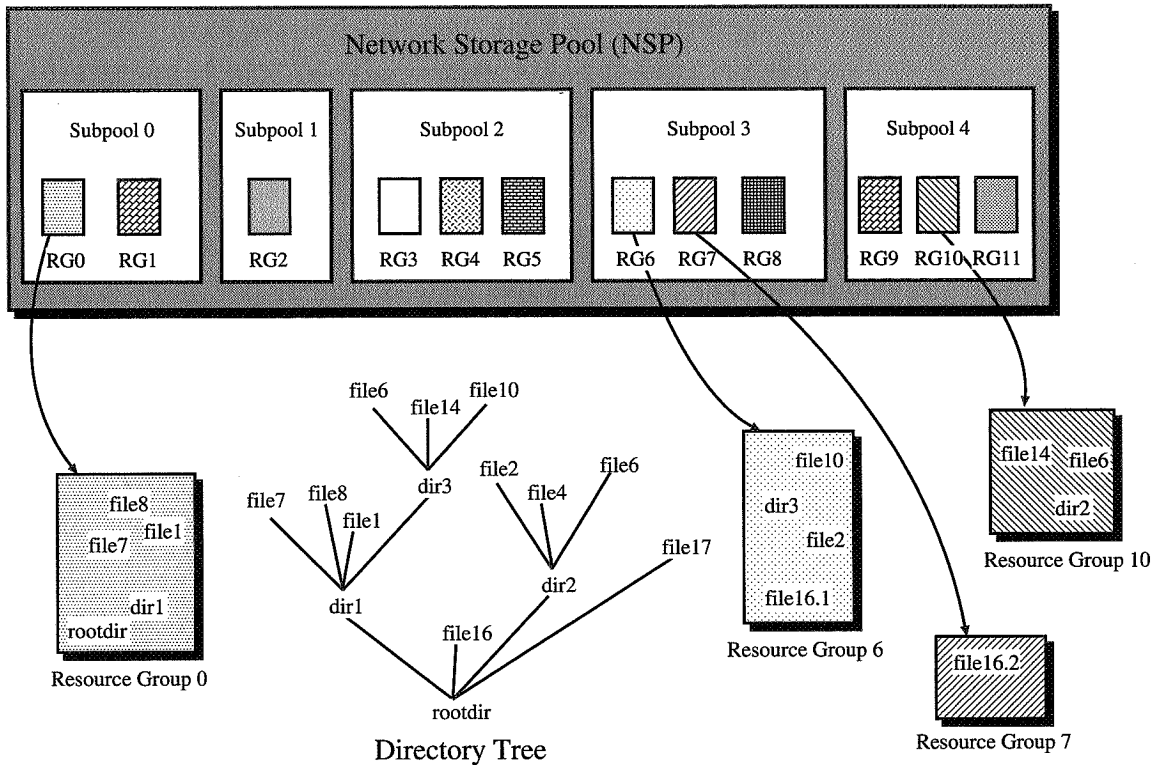 Network Storage Pool (NSP)
Subpool 0
Subpool 1
Subpool 2
Subpool 3
Subpool 4
RG0
RG1
RG2
RG3
RG4
RG5
RG6
RG7
RG8
RG9
RG10
RG11
file6
file14
file10
file7
file8
file1
dir3
file2
file4
file6
file17
dir1
dir2
file16
rootdir
Directory Tree
file8
file1
file7
dir1
rootdir
Resource Group 0
file10
dir3
file2
file16.1
Resource Group 6
file14
file6
dir2
Resource Group 10
file16.2
Resource Group 7